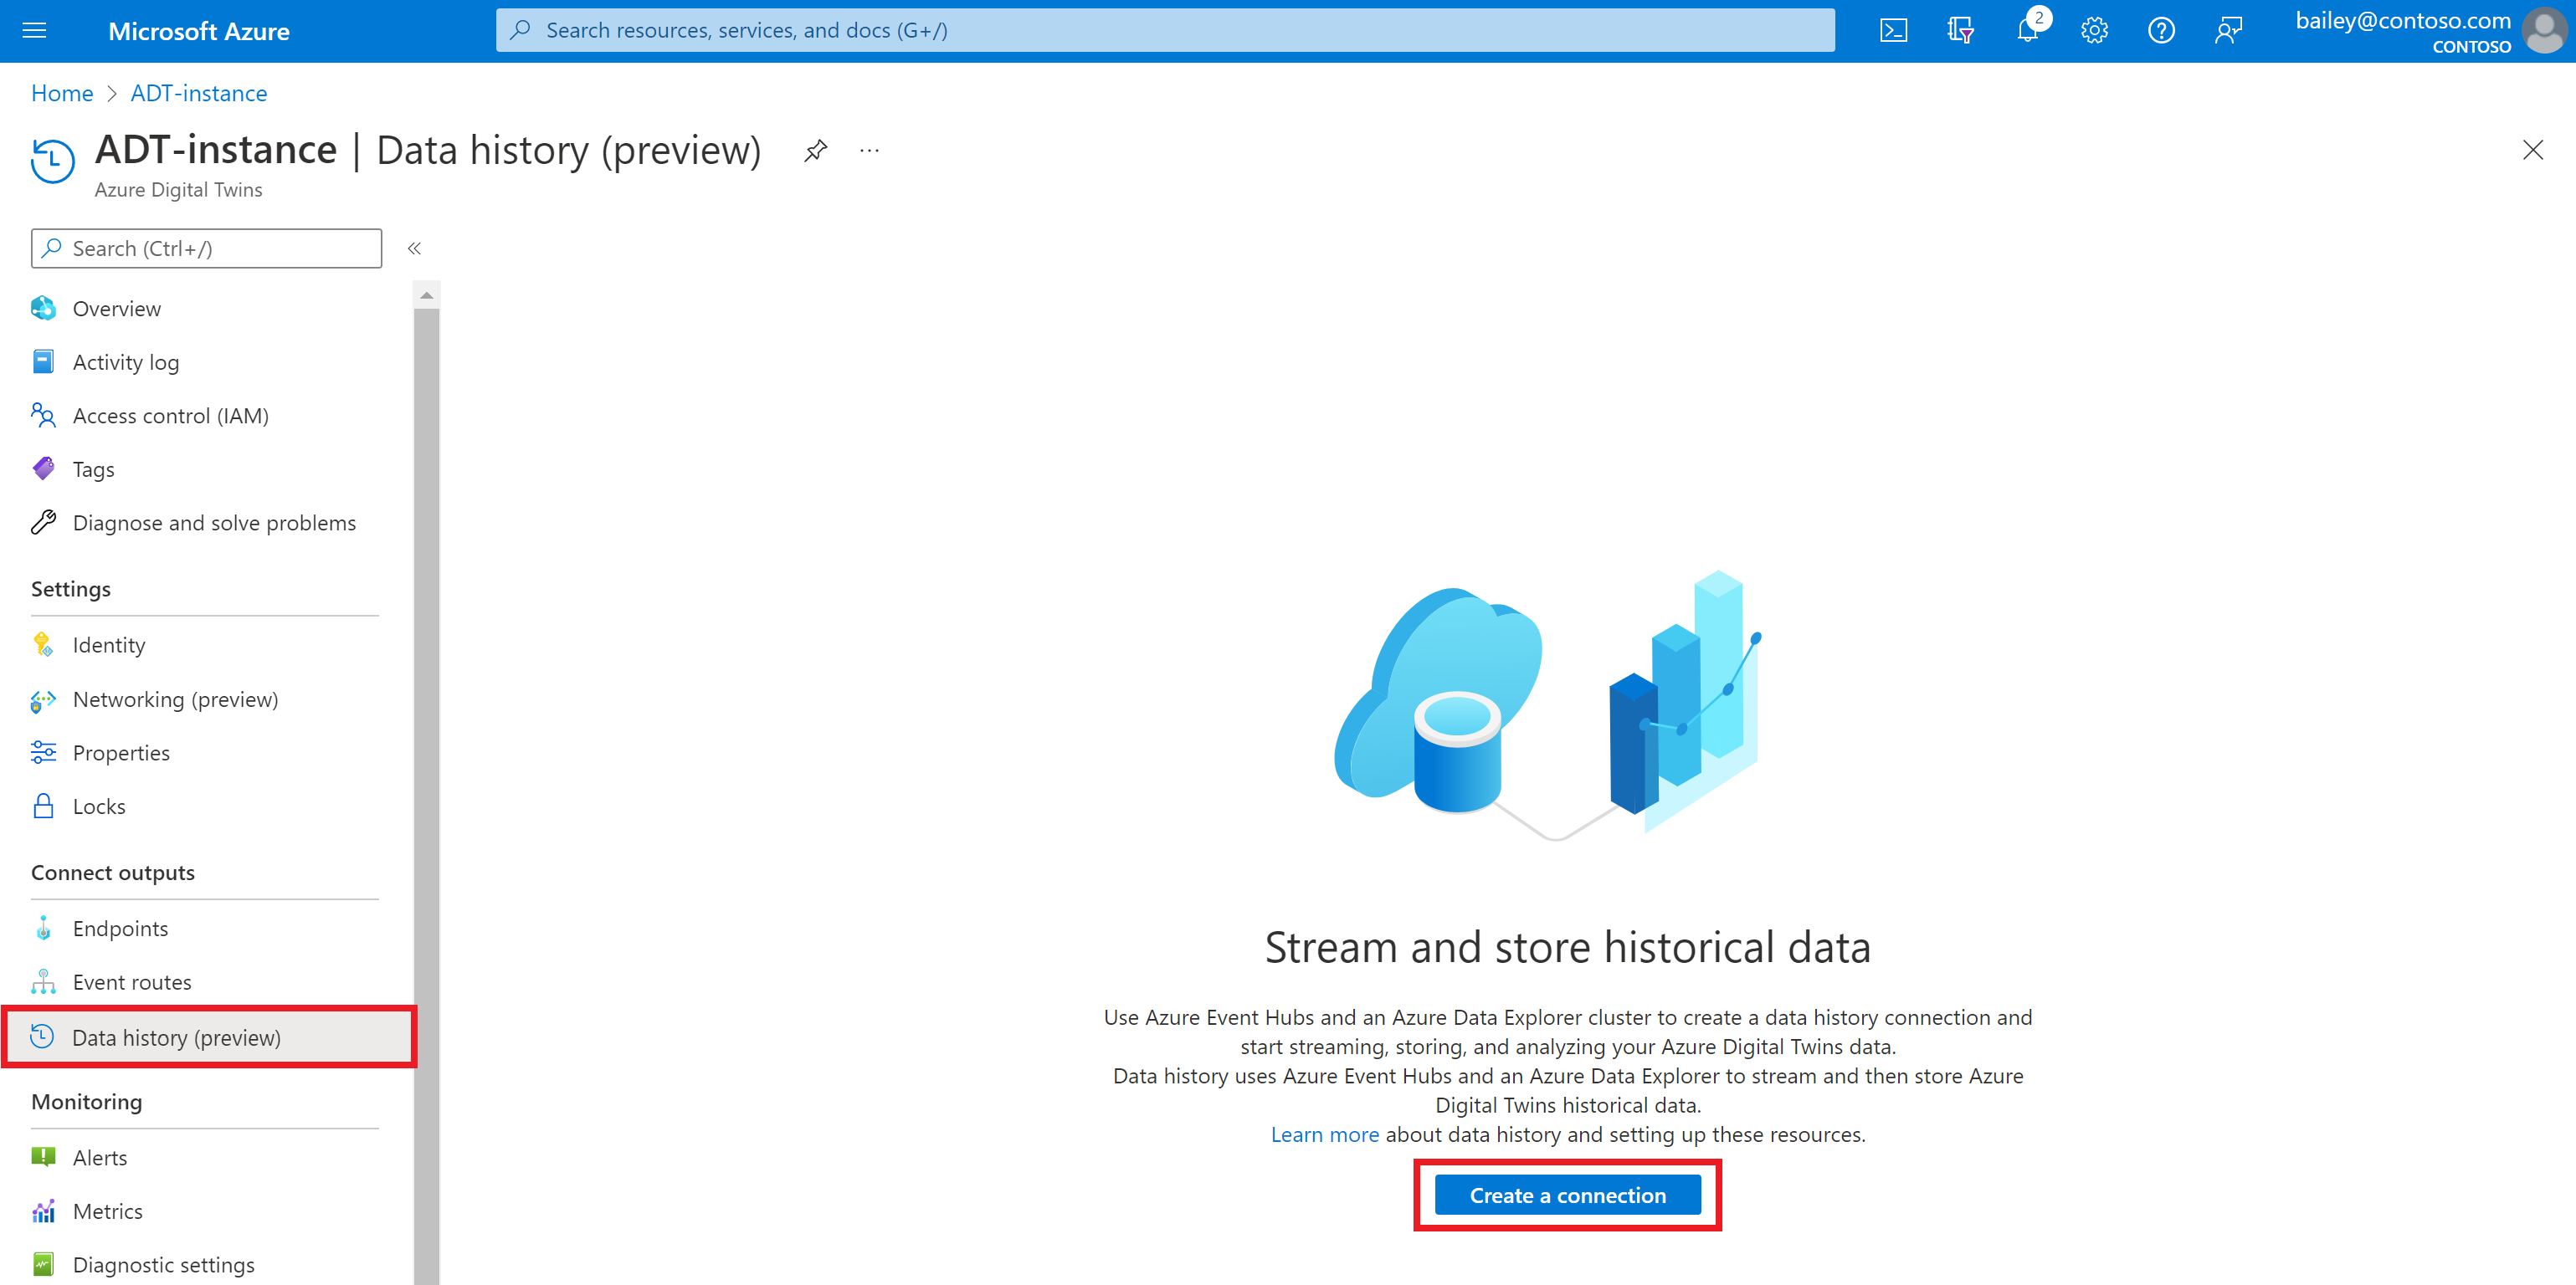 Microsoft Azure
Search resources, services, and docs (G+/)
2
bailey@contoso.com
CONTOSO
Home > ADT-instance
ADT-instance | Data history (preview) ...
Azure Digital Twins
Search (Ctrl+/)
«
Overview
Activity log
Access control (IAM)
Tags
Diagnose and solve problems
Settings
Identity
Networking (preview)
Properties
Locks
Connect outputs
Endpoints
Event routes
Data history (preview)
Monitoring
Alerts
Metrics
Diagnostic settings
Stream and store historical data
Use Azure Event Hubs and an Azure Data Explorer cluster to create a data history connection and
start streaming, storing, and analyzing your Azure Digital Twins data.
Data history uses Azure Event Hubs and an Azure Data Explorer to stream and then store Azure
Digital Twins historical data.
Learn more about data history and setting up these resources.
Create a connection